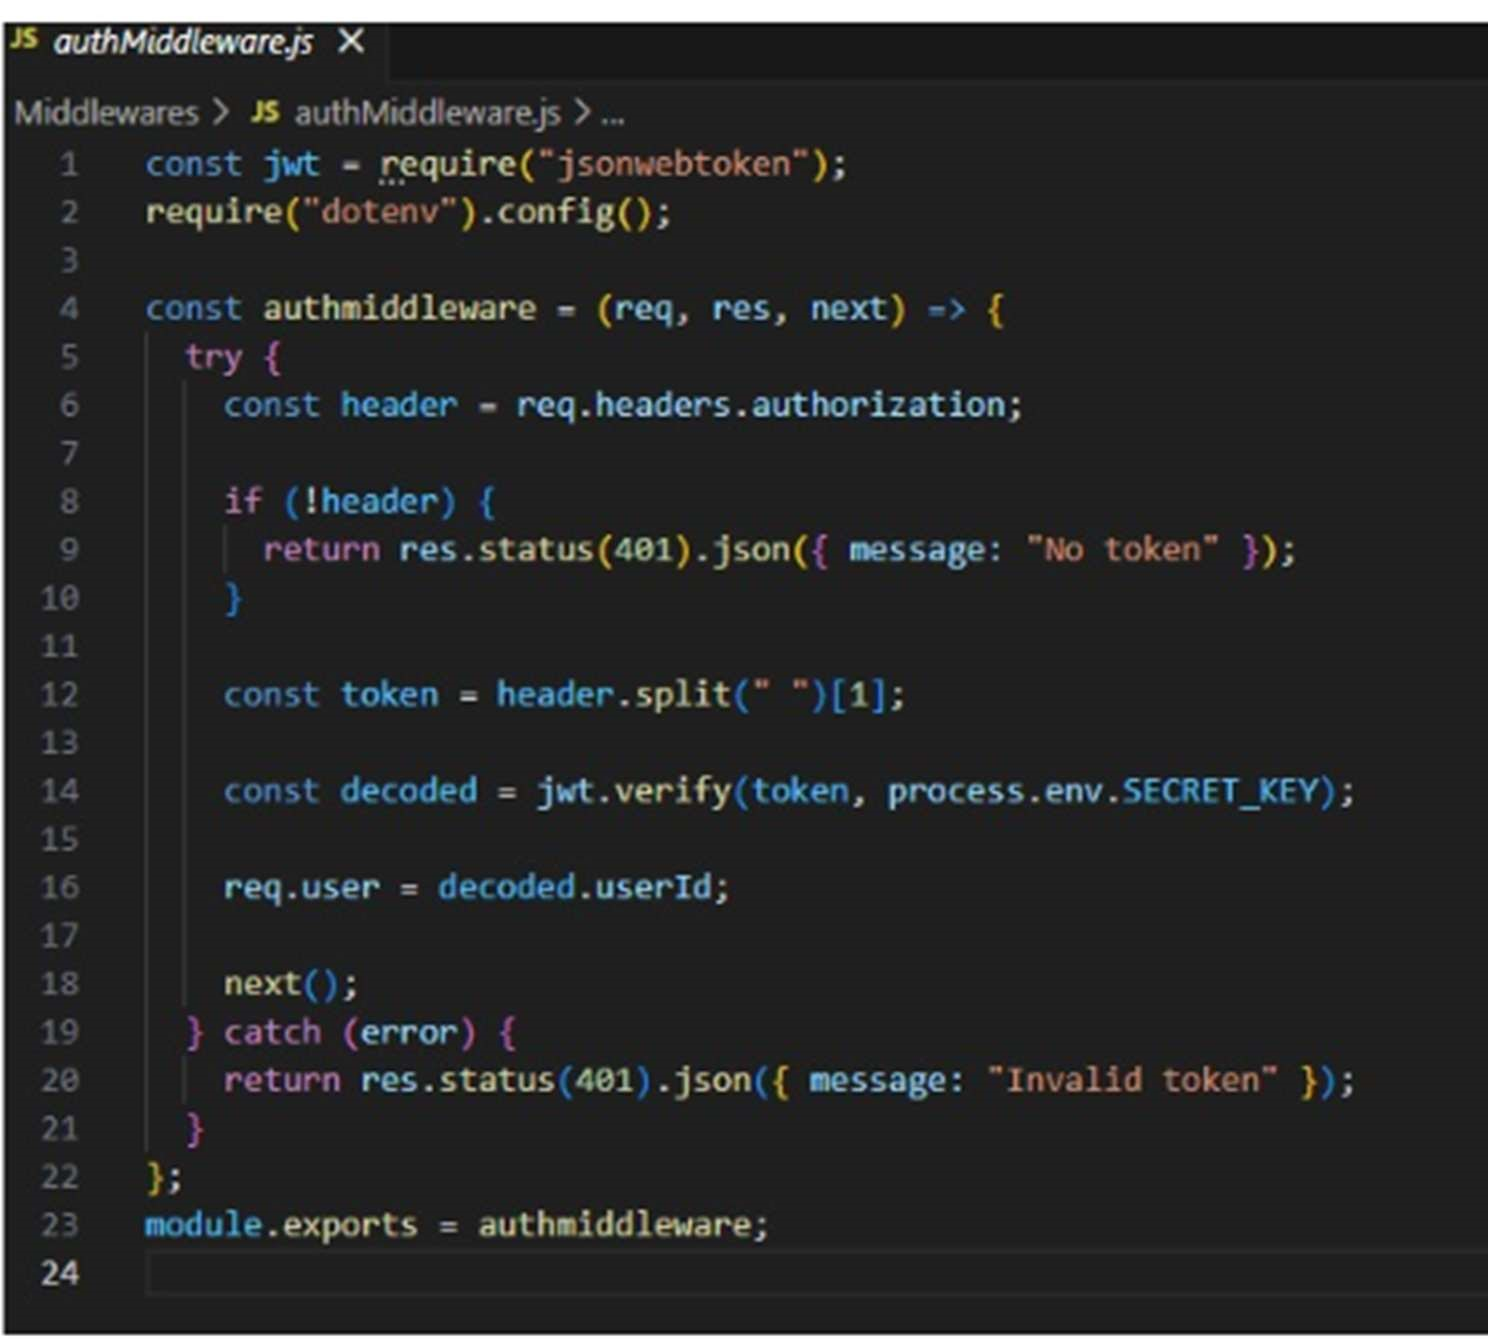 JS authMiddleware.js ×
Middlewares > JS authMiddleware.js > ...
1 const jwt = require("jsonwebtoken");
2 require("dotenv").config();
3
4 const authmiddleware = (req, res, next) => {
5   try {
6     const header = req.headers.authorization;
7
8     if (!header) {
9       return res.status(401).json({ message: "No token" });
10     }
11
12     const token = header.split(" ")[1];
13
14     const decoded = jwt.verify(token, process.env.SECRET_KEY);
15
16     req.user = decoded.userId;
17
18     next();
19   } catch (error) {
20     return res.status(401).json({ message: "Invalid token" });
21   }
22 };
23 module.exports = authmiddleware;
24